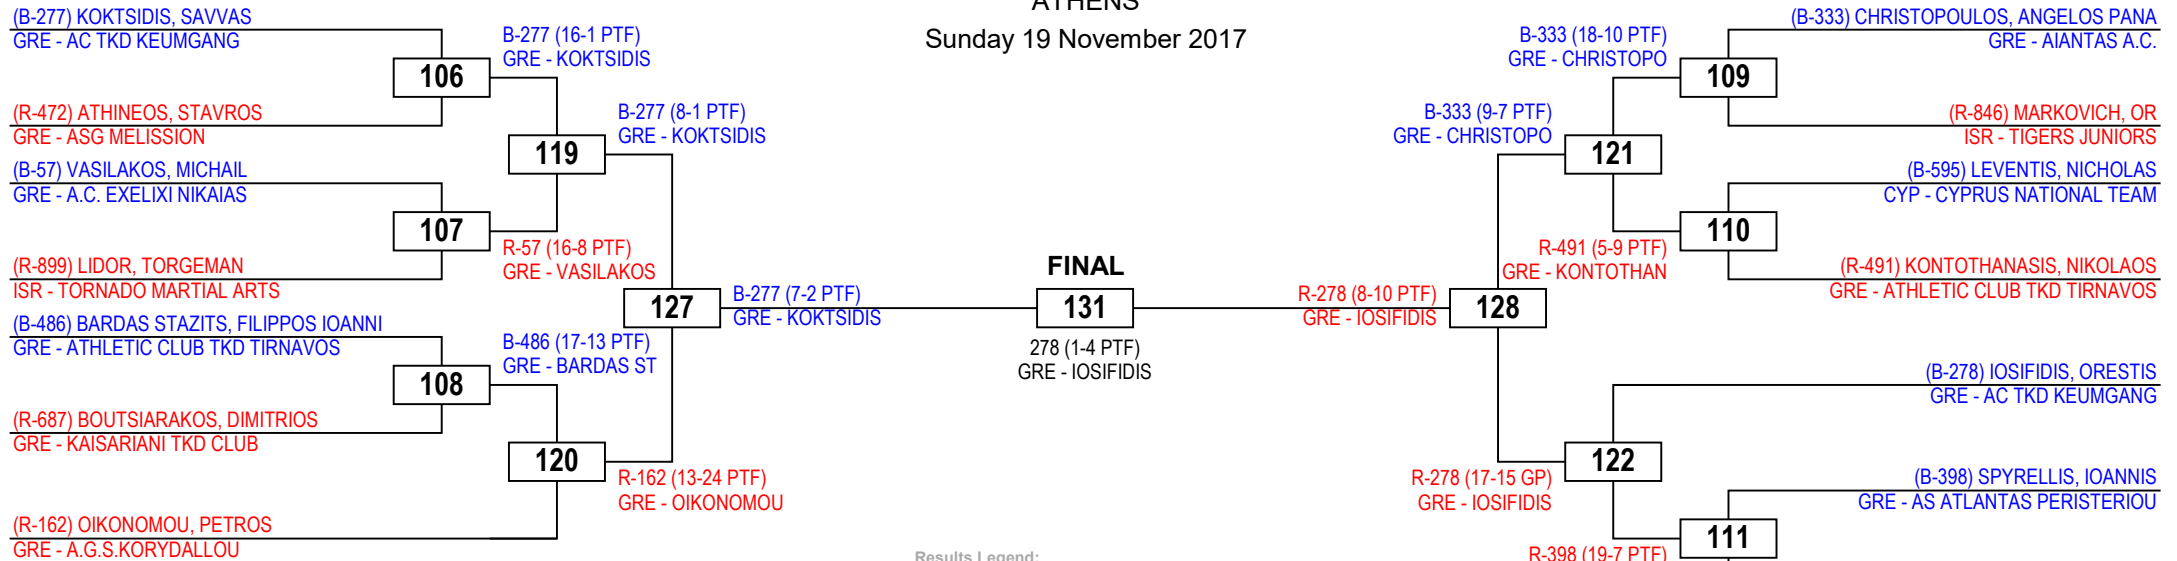 ATHENS
Sunday 19 November 2017
(B-277) KOKTSIDIS, SAVVAS
GRE - AC TKD KEUMGANG
106
B-277 (16-1 PTF)
GRE - KOKTSIDIS
(R-472) ATHINEOS, STAVROS
GRE - ASG MELISSION
119
B-277 (8-1 PTF)
GRE - KOKTSIDIS
(B-57) VASILAKOS, MICHAIL
GRE - A.C. EXELIXI NIKAIAS
107
R-57 (16-8 PTF)
GRE - VASILAKOS
(R-899) LIDOR, TORGEMAN
ISR - TORNADO MARTIAL ARTS
127
B-277 (7-2 PTF)
GRE - KOKTSIDIS
(B-486) BARDAS STAZITS, FILIPPOS IOANNI
GRE - ATHLETIC CLUB TKD TIRNAVOS
108
B-486 (17-13 PTF)
GRE - BARDAS ST
(R-687) BOUTSIARAKOS, DIMITRIOS
GRE - KAISARIANI TKD CLUB
120
R-162 (13-24 PTF)
GRE - OIKONOMOU
(R-162) OIKONOMOU, PETROS
GRE - A.G.S.KORYDALLOU
FINAL
131
278 (1-4 PTF)
GRE - IOSIFIDIS
(B-333) CHRISTOPOULOS, ANGELOS PANA
GRE - AIANTAS A.C.
B-333 (18-10 PTF)
GRE - CHRISTOPO
109
(R-846) MARKOVICH, OR
ISR - TIGERS JUNIORS
B-333 (9-7 PTF)
GRE - CHRISTOPO
121
(B-595) LEVENTIS, NICHOLAS
CYP - CYPRUS NATIONAL TEAM
110
R-491 (5-9 PTF)
GRE - KONTOTHAN
(R-491) KONTOTHANASIS, NIKOLAOS
GRE - ATHLETIC CLUB TKD TIRNAVOS
R-278 (8-10 PTF)
GRE - IOSIFIDIS
128
(B-278) IOSIFIDIS, ORESTIS
GRE - AC TKD KEUMGANG
122
R-278 (17-15 GP)
GRE - IOSIFIDIS
(B-398) SPYRELLIS, IOANNIS
GRE - AS ATLANTAS PERISTERIOU
111
R-398 (19-7 PTF)
Results Legend: